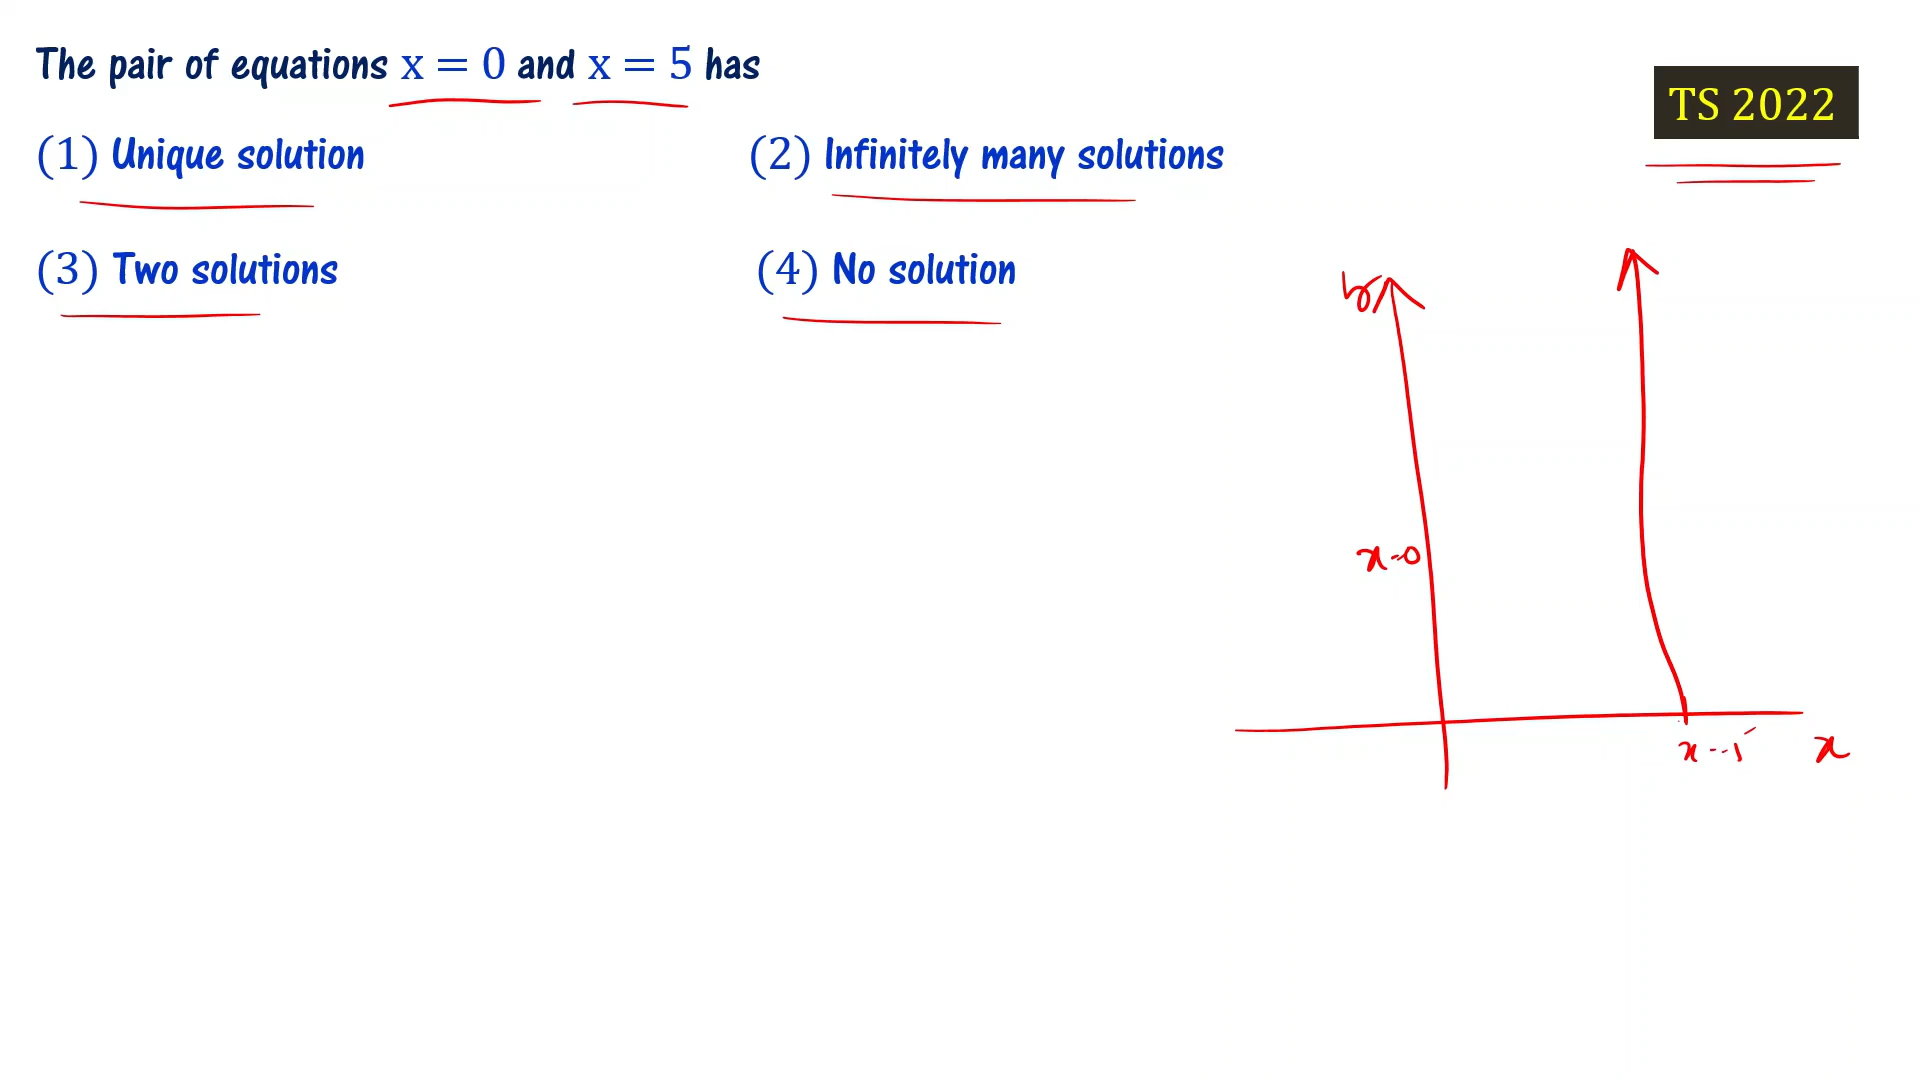 The pair of equations x = 0 and x = 5 has
TS 2022
(1) Unique solution
(2) Infinitely many solutions
(3) Two solutions
(4) No solution
y
x=0
x=5
x